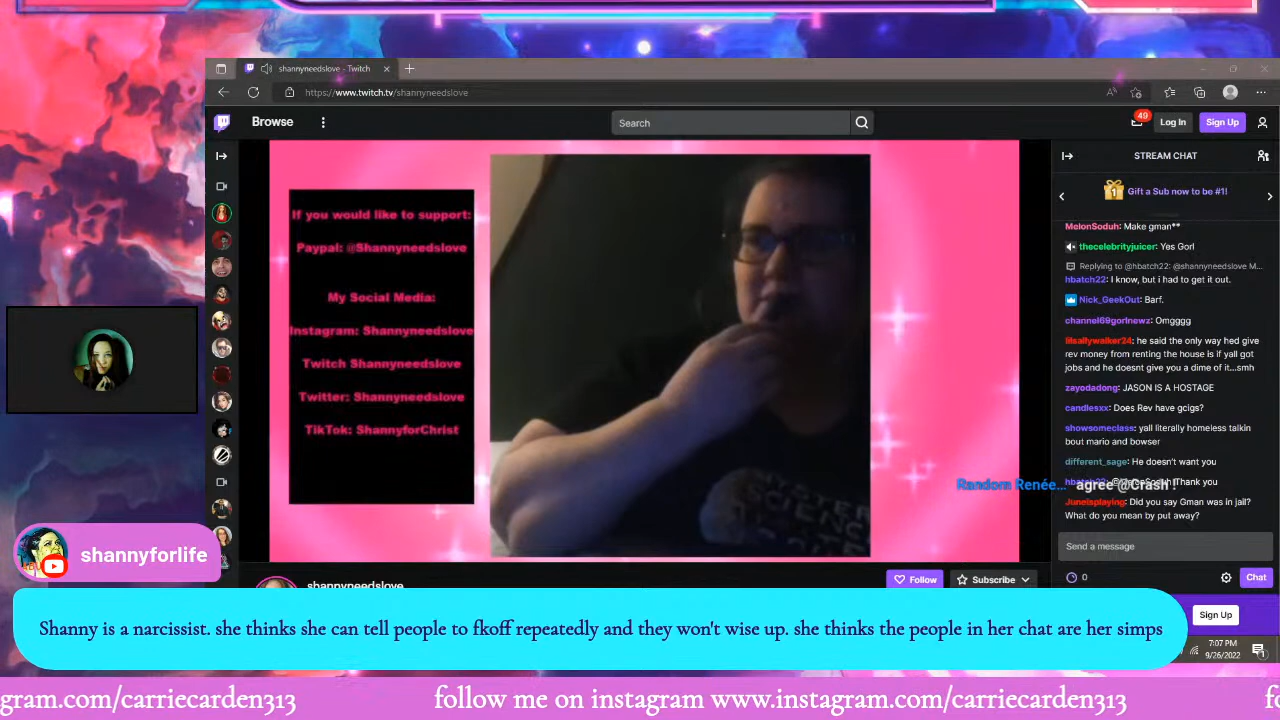 shannyneedslove - Twitch
https://www.twitch.tv/shannyneedslove
Browse
Search
49
Log In
Sign Up
If you would like to support:
Paypal: @Shannyneedslove
My Social Media:
Instagram: Shannyneedslove
Twitch Shannyneedslove
Twitter: Shannyneedslove
TikTok: ShannyforChrist
STREAM CHAT
Gift a Sub now to be #1!
MelonSoduh: Make gman**
thecelebrityjuicer: Yes Gorl
Replying to @hbatch22: @shannyneedslove M...
hbatch22: I know, but i had to get it out.
Nick_GeekOut: Barf.
channel69gorlnewz: Omgggg
lilsallywalker24: he said the only way hed give
rev money from renting the house is if yall got
jobs and he doesnt give you a dime of it...smh
zayodadong: JASON IS A HOSTAGE
candlesxx: Does Rev have gcigs?
showsomeclass: yall literally homeless talkin
bout mario and bowser
different_sage: He doesn't want you
Thank you
Random Renée... agree @Crash !
Juneisplaying: Did you say Gman was in jail?
What do you mean by put away?
Send a message
0
Chat
shannyneedslove
Follow
Subscribe
Sign Up
shannyforlife
Shanny is a narcissist. she thinks she can tell people to fkoff repeatedly and they won't wise up. she thinks the people in her chat are her simps
7:07 PM
9/26/2022
gram.com/carriecarden313 follow me on instagram www.instagram.com/carriecarden313